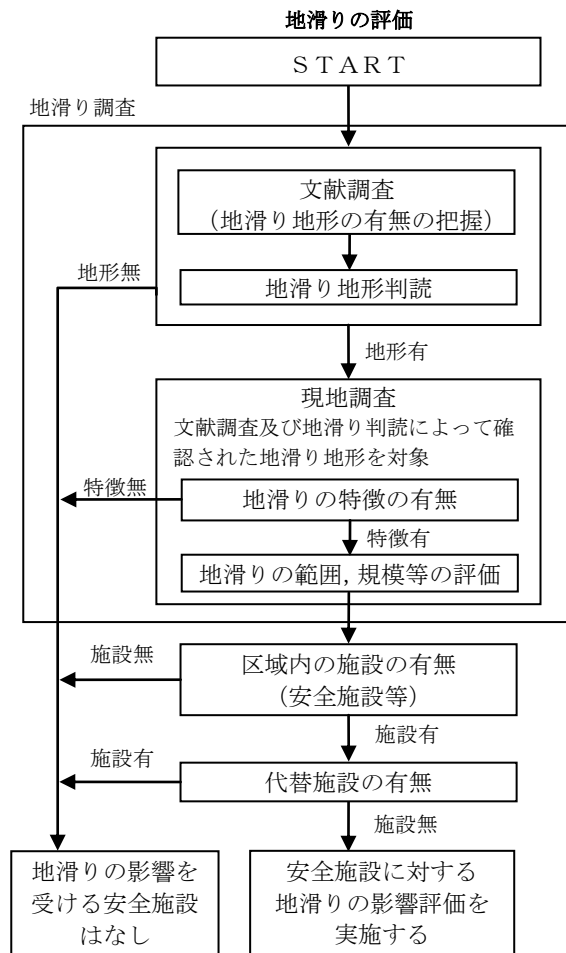 地滑りの評価
ＳＴＡＲＴ
地滑り調査
文献調査
（地滑り地形の有無の把握）
地形無
地滑り地形判読
地形有
現地調査
文献調査及び地滑り判読によって確
認された地滑り地形を対象
特徴無
地滑りの特徴の有無
特徴有
地滑りの範囲，規模等の評価
施設無
区域内の施設の有無
（安全施設等）
施設有
施設有
代替施設の有無
施設無
地滑りの影響を
受ける安全施設
はなし
安全施設に対する
地滑りの影響評価を
実施する